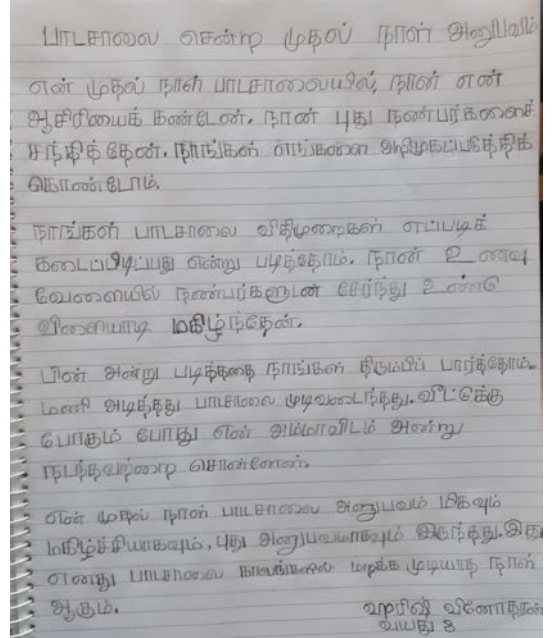 பாடசாலை சென்ற முதல் நாள் அனுபவம்
என் முதல் நாள் பாடசாலையில், நான் என்
ஆசிரியைக் கண்டேன். நான் புது நண்பர்களைச்
சந்தித்தேன். நாங்கள் எங்களை அறிமுகப்படுத்திக்
கொண்டோம்.
நாங்கள் பாடசாலை விதிமுறைகள் எப்படிக்
கடைப்பிடிப்பது என்று படித்தோம். நான் உணவு
வேளையில் நண்பர்களுடன் சேர்ந்து உண்டு
விளையாடி மகிழ்ந்தேன்.
பின் அன்று படித்ததை நாங்கள் திரும்பிப் பார்த்தோம்.
மணி அடித்தது பாடசாலை முடிவடைந்தது. வீட்டுக்கு
போகும் போது என் அம்மாவிடம் அன்று
நடந்தவற்றை சொன்னேன்.
என் முதல் நாள் பாடசாலை அனுபவம் மிகவும்
மகிழ்ச்சியாகவும், புது அனுபவமாகவும் இருந்தது. இது
எனது பாடசாலை காலங்களில் மறக்க முடியாத நாள்
ஆகும்.
ஹரிஷ் வினோதரன்
வயது 8